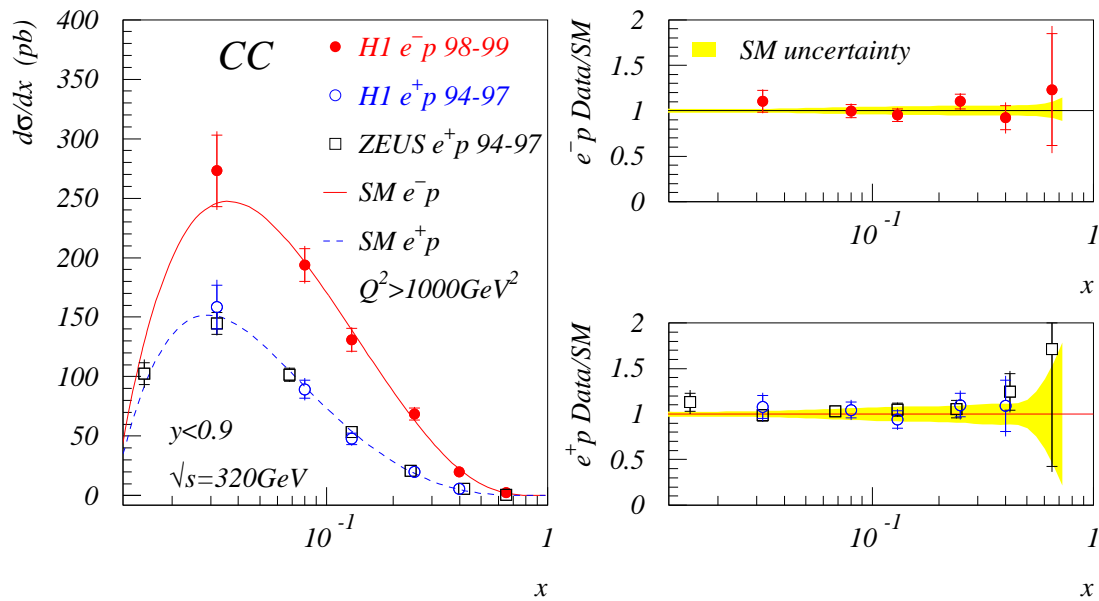 dσ/dx (pb)
400
350
300
250
200
150
100
50
0
CC
H1 e⁻p 98-99
H1 e⁺p 94-97
ZEUS e⁺p 94-97
SM e⁻p
SM e⁺p
Q²>1000GeV²
y<0.9
√s=320GeV
10⁻¹
1
x
e⁻p Data/SM
2
1.5
1
0.5
0
SM uncertainty
10⁻¹
1
x
e⁺p Data/SM
2
1.5
1
0.5
0
10⁻¹
1
x